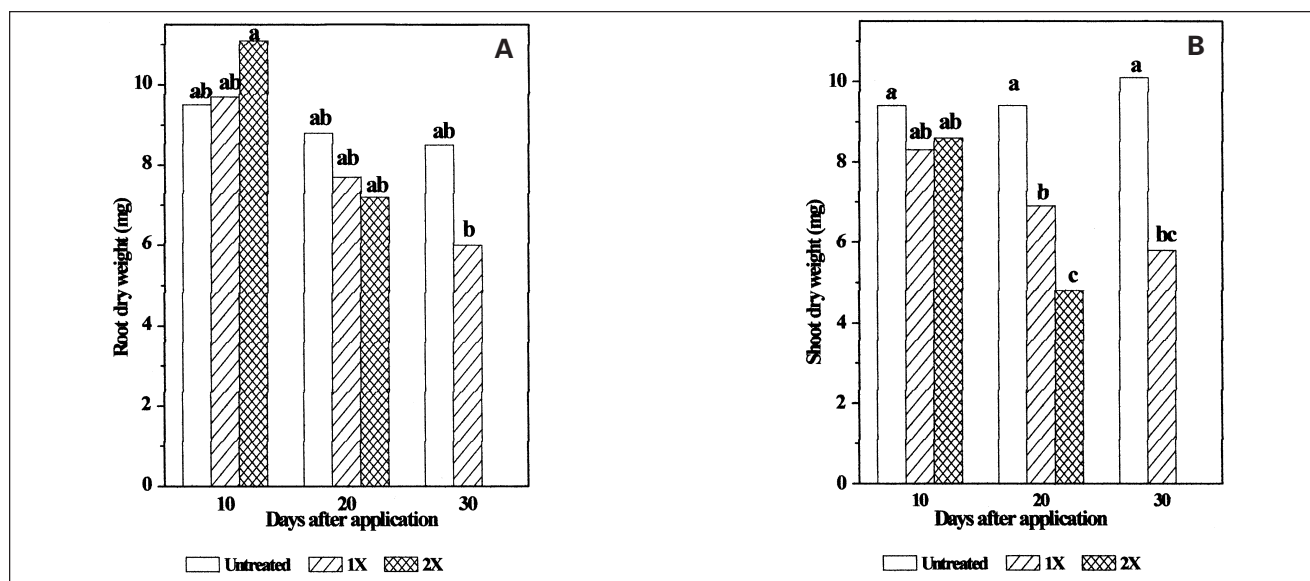 A
a
ab
ab
ab
ab
ab
ab
b
10
8
6
4
2
0
Root dry weight (mg)
10 20 30
Days after application
Untreated 1X 2X
B
a
ab
ab
a
b
c
a
bc
10
8
6
4
2
0
Shoot dry weight (mg)
10 20 30
Days after application
Untreated 1X 2X